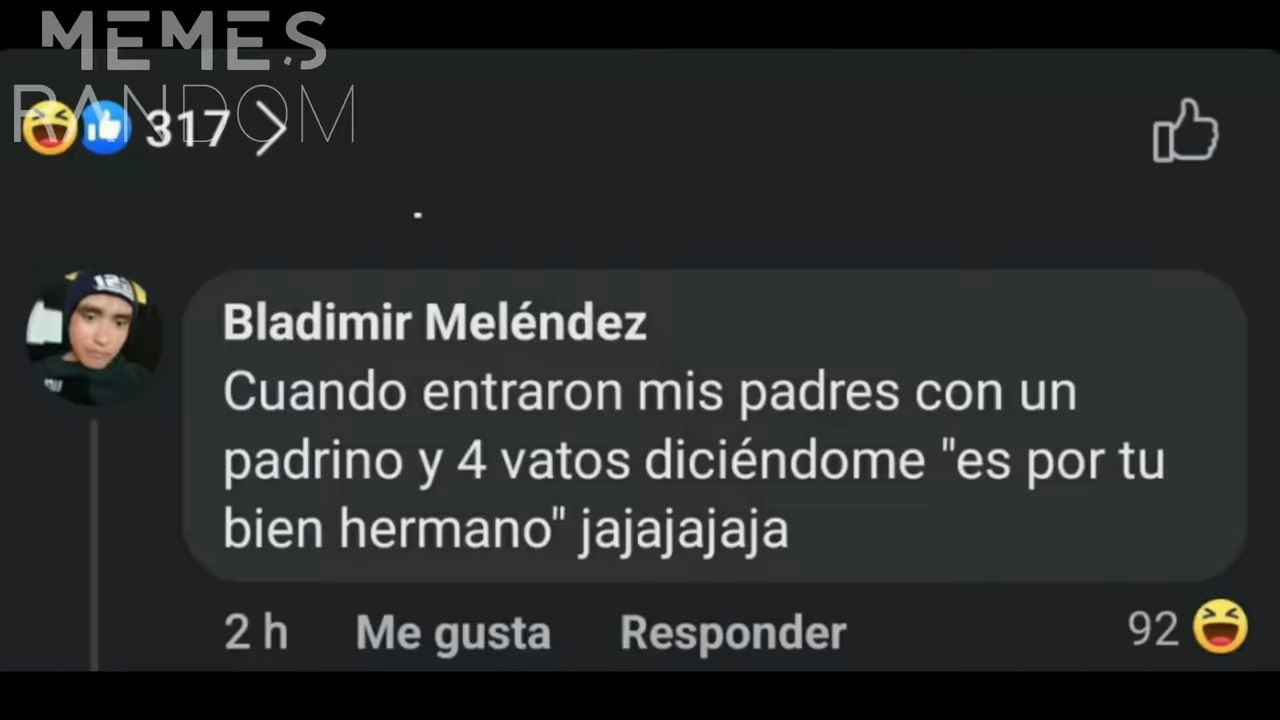 MEMES
RANDOM
317
Bladimir Meléndez
Cuando entraron mis padres con un
padrino y 4 vatos diciéndome "es por tu
bien hermano" jajajajaja
2 h Me gusta Responder 92